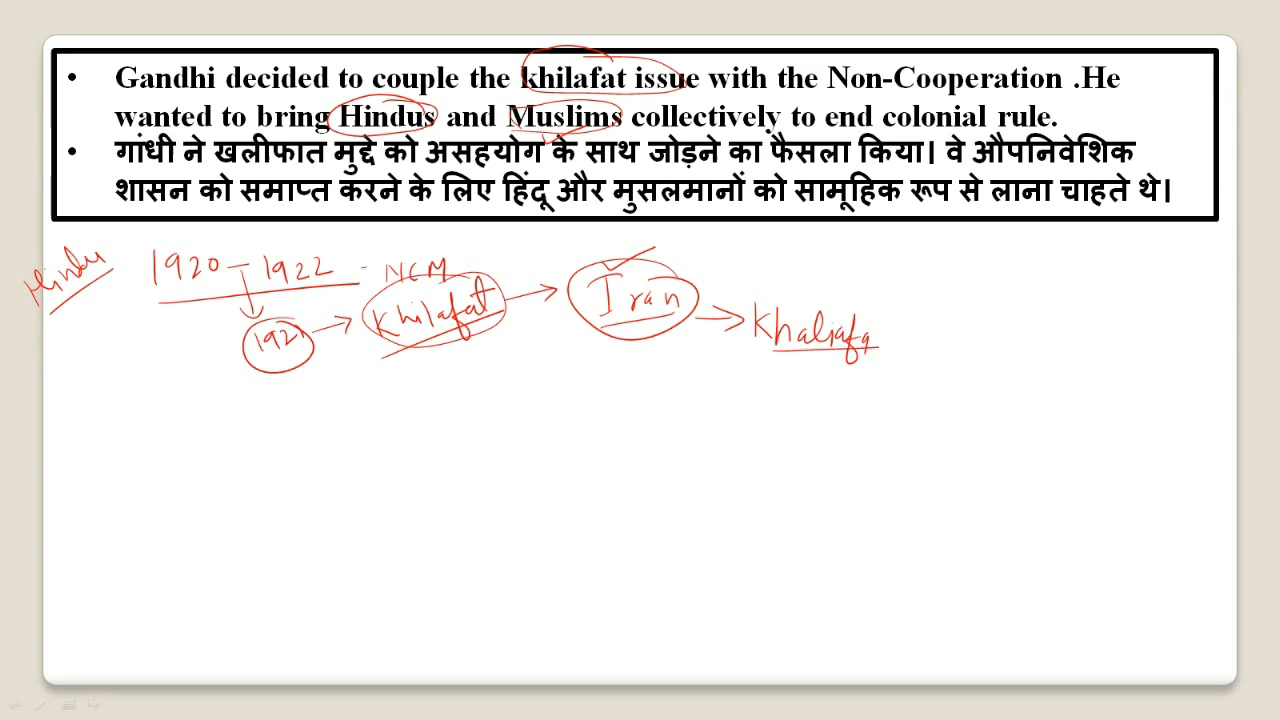 • Gandhi decided to couple the khilafat issue with the Non-Cooperation .He
wanted to bring Hindus and Muslims collectively to end colonial rule.
• गांधी ने खलीफात मुद्दे को असहयोग के साथ जोड़ने का फैसला किया। वे औपनिवेशिक
शासन को समाप्त करने के लिए हिंदू और मुसलमानों को सामूहिक रूप से लाना चाहते थे।
Hindu 1920 - 1922 - NCM
1921 → Khilafat → Iran → Khaliafa